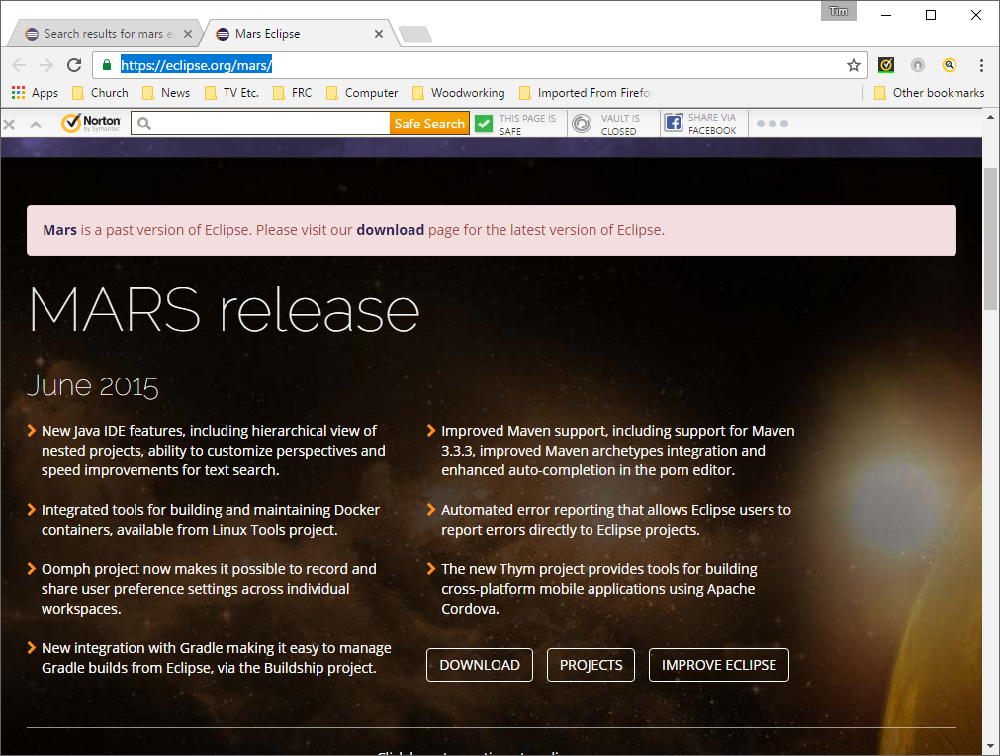 Tim
Search results for mars e
Mars Eclipse
https://eclipse.org/mars/
Apps
Church
News
TV Etc.
FRC
Computer
Woodworking
Imported From Firefo
Other bookmarks
Norton
by Symantec
Safe Search
THIS PAGE IS
SAFE
VAULT IS
CLOSED
SHARE VIA
FACEBOOK
Mars is a past version of Eclipse. Please visit our download page for the latest version of Eclipse.
MARS release
June 2015
New Java IDE features, including hierarchical view of
nested projects, ability to customize perspectives and
speed improvements for text search.
Integrated tools for building and maintaining Docker
containers, available from Linux Tools project.
Oomph project now makes it possible to record and
share user preference settings across individual
workspaces.
New integration with Gradle making it easy to manage
Gradle builds from Eclipse, via the Buildship project.
Improved Maven support, including support for Maven
3.3.3, improved Maven archetypes integration and
enhanced auto-completion in the pom editor.
Automated error reporting that allows Eclipse users to
report errors directly to Eclipse projects.
The new Thym project provides tools for building
cross-platform mobile applications using Apache
Cordova.
DOWNLOAD
PROJECTS
IMPROVE ECLIPSE